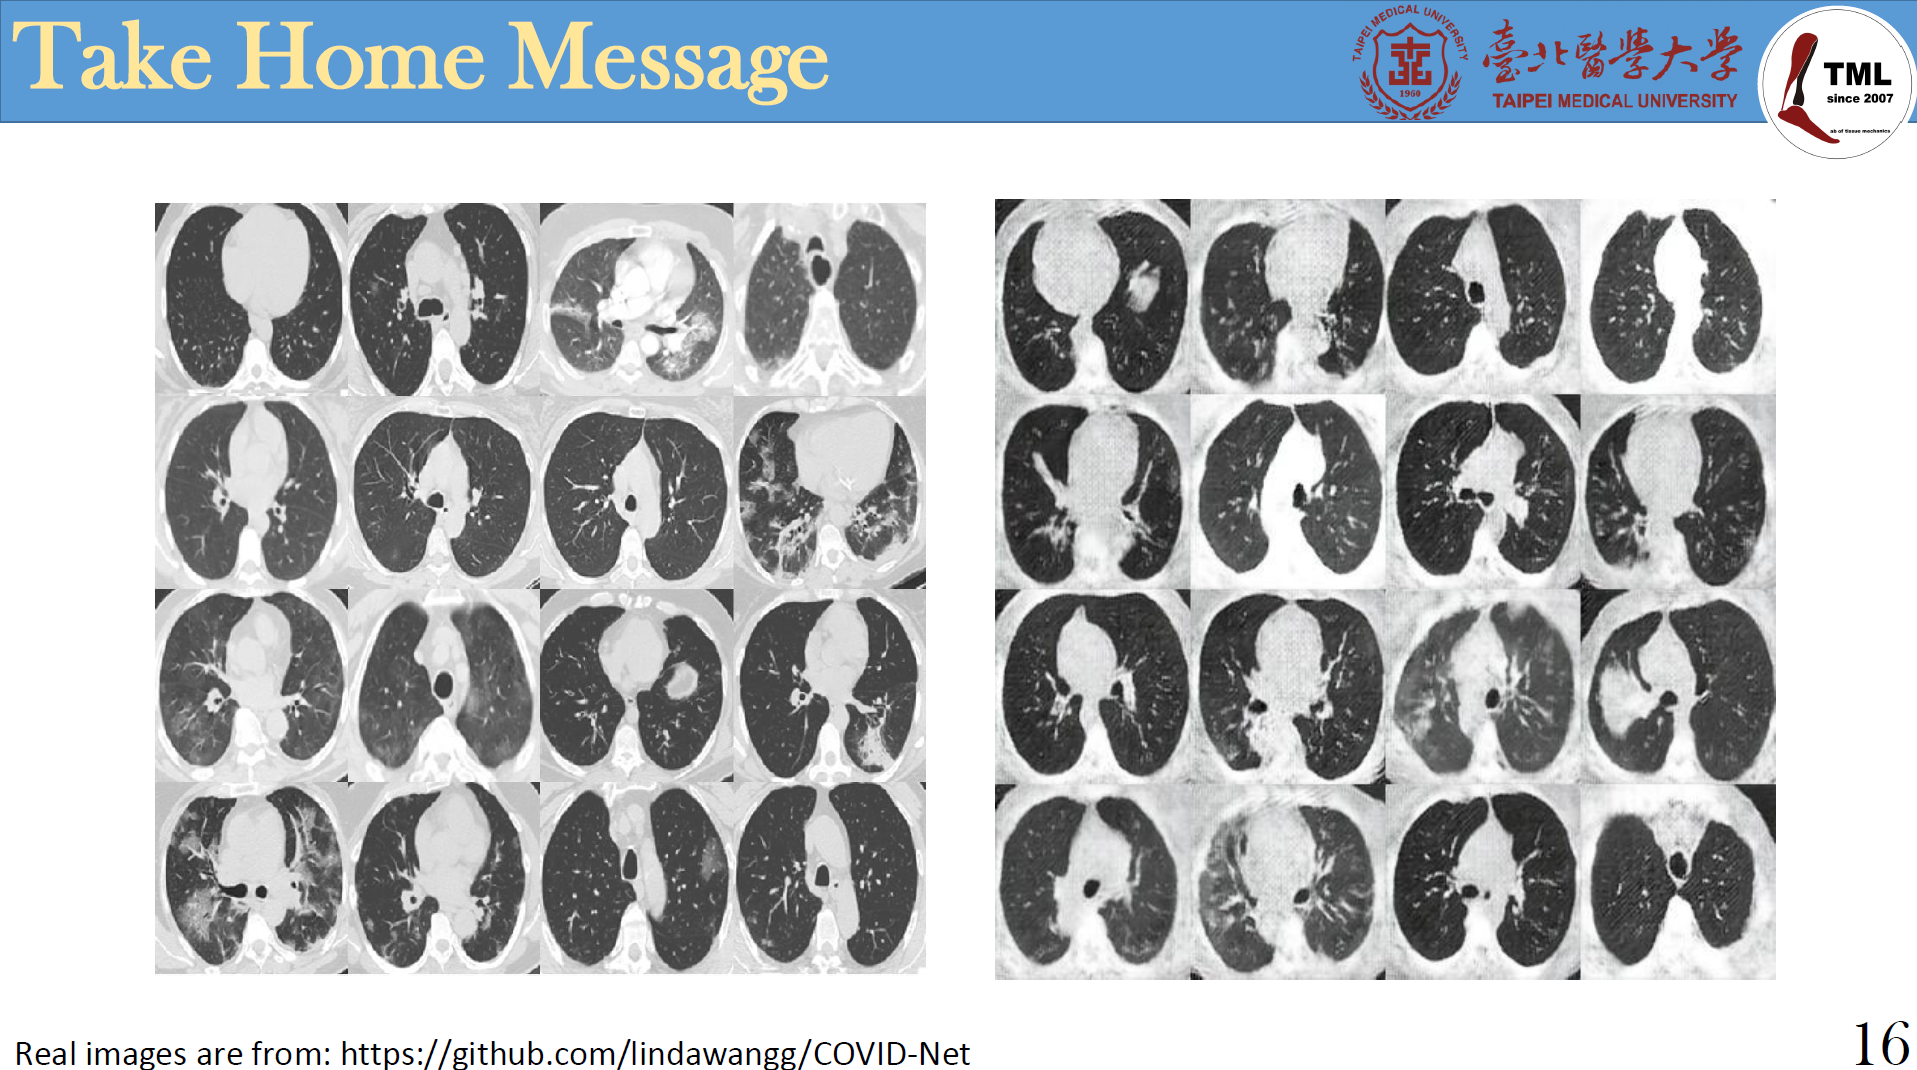 Take Home Message
TAIPEI MEDICAL UNIVERSITY
1960
臺北醫學大学
TAIPEI MEDICAL UNIVERSITY
TML
since 2007
ab of tissue mechanics
Real images are from: https://github.com/lindawangg/COVID-Net
16